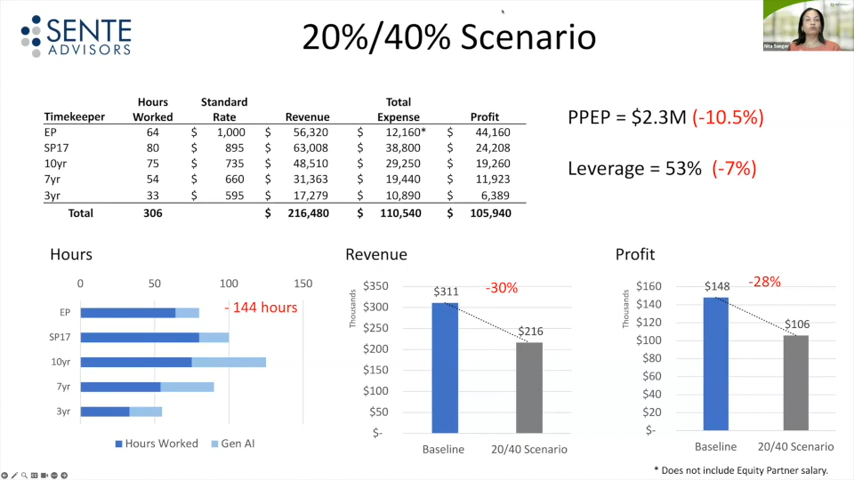 SENTE
ADVISORS
20%/40% Scenario
Nita Sanger
Timekeeper Hours Worked Standard Rate Revenue Total Expense Profit
EP 64 $ 1,000 $ 56,320 $ 12,160* $ 44,160
SP17 80 $ 895 $ 63,008 $ 38,800 $ 24,208
10yr 75 $ 735 $ 48,510 $ 29,250 $ 19,260
7yr 54 $ 660 $ 31,363 $ 19,440 $ 11,923
3yr 33 $ 595 $ 17,279 $ 10,890 $ 6,389
Total 306 $ 216,480 $ 110,540 $ 105,940
PPEP = $2.3M (-10.5%)
Leverage = 53% (-7%)
Hours
0 50 100 150
- 144 hours
EP
SP17
10yr
7yr
3yr
Hours Worked Gen AI
Revenue
Thousands
$350
$300
$250
$200
$150
$100
$50
$-
$311
-30%
$216
Baseline 20/40 Scenario
Profit
Thousands
$160
$140
$120
$100
$80
$60
$40
$20
$-
$148
-28%
$106
Baseline 20/40 Scenario
* Does not include Equity Partner salary.